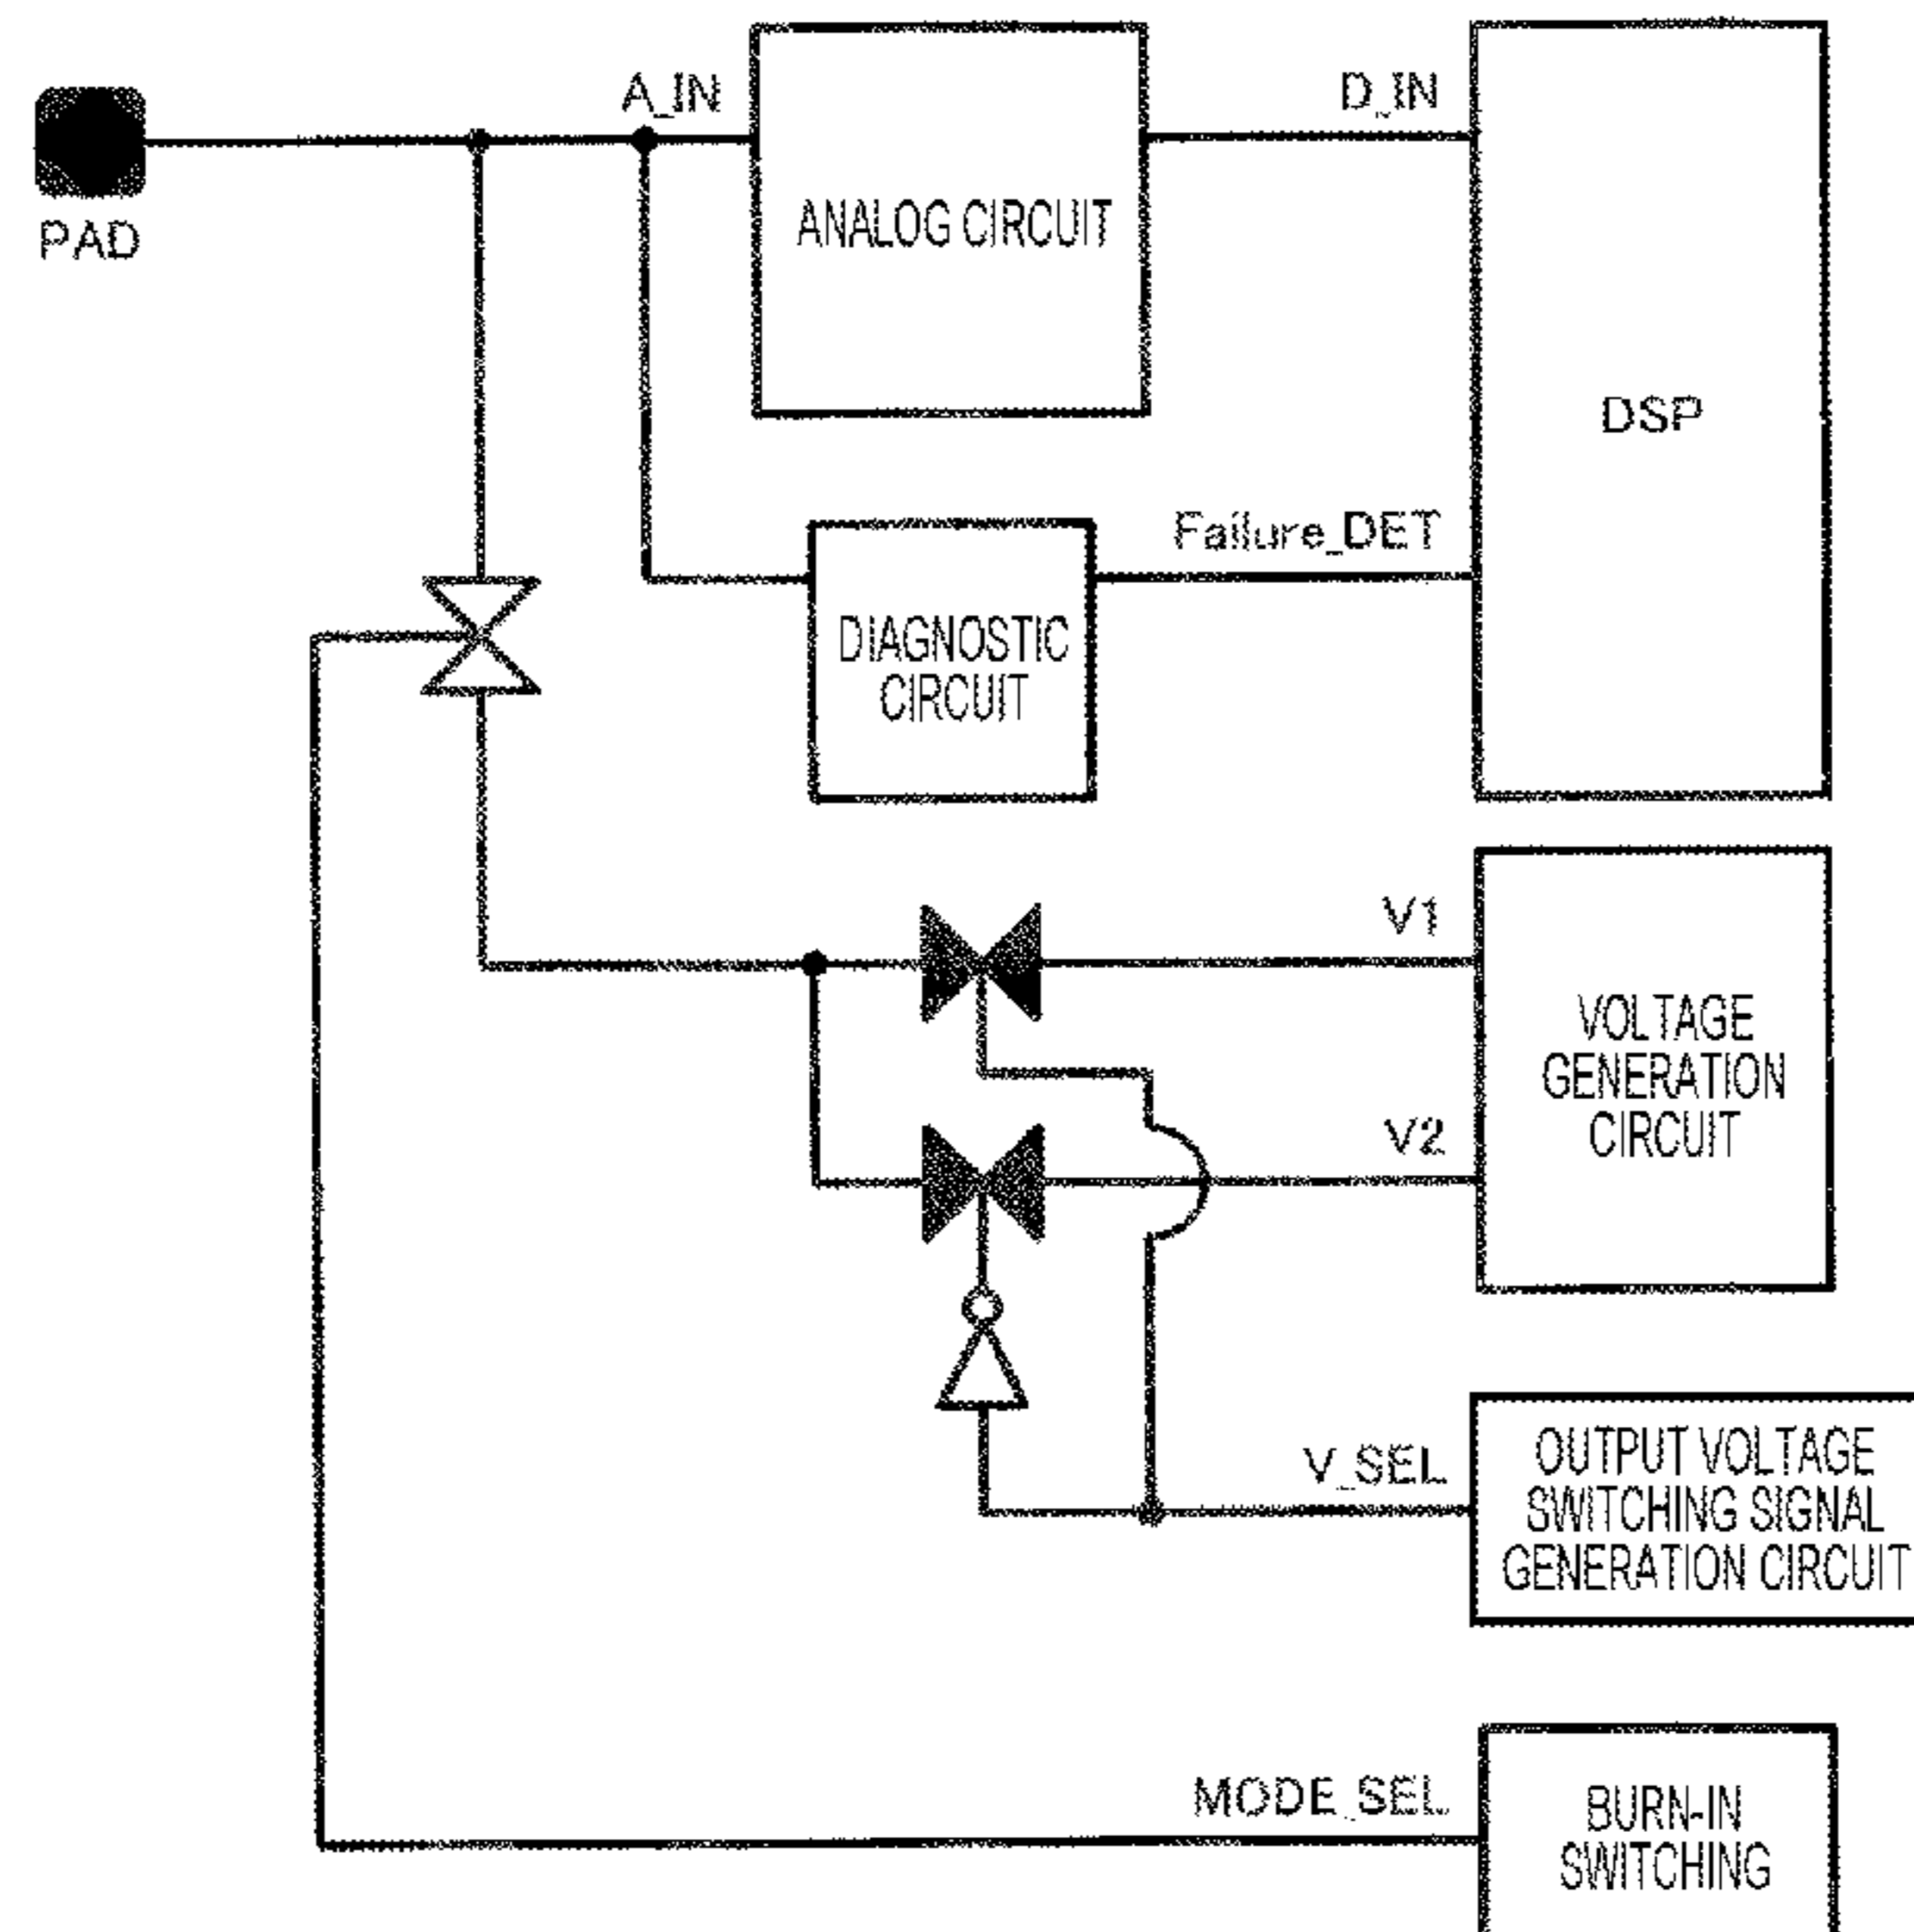 A_IN
D_IN
PAD
ANALOG CIRCUIT
DSP
Failure_DET
DIAGNOSTIC
CIRCUIT
V1
VOLTAGE
GENERATION
CIRCUIT
V2
V_SEL
OUTPUT VOLTAGE
SWITCHING SIGNAL
GENERATION CIRCUIT
MODE_SEL
BURN-IN
SWITCHING